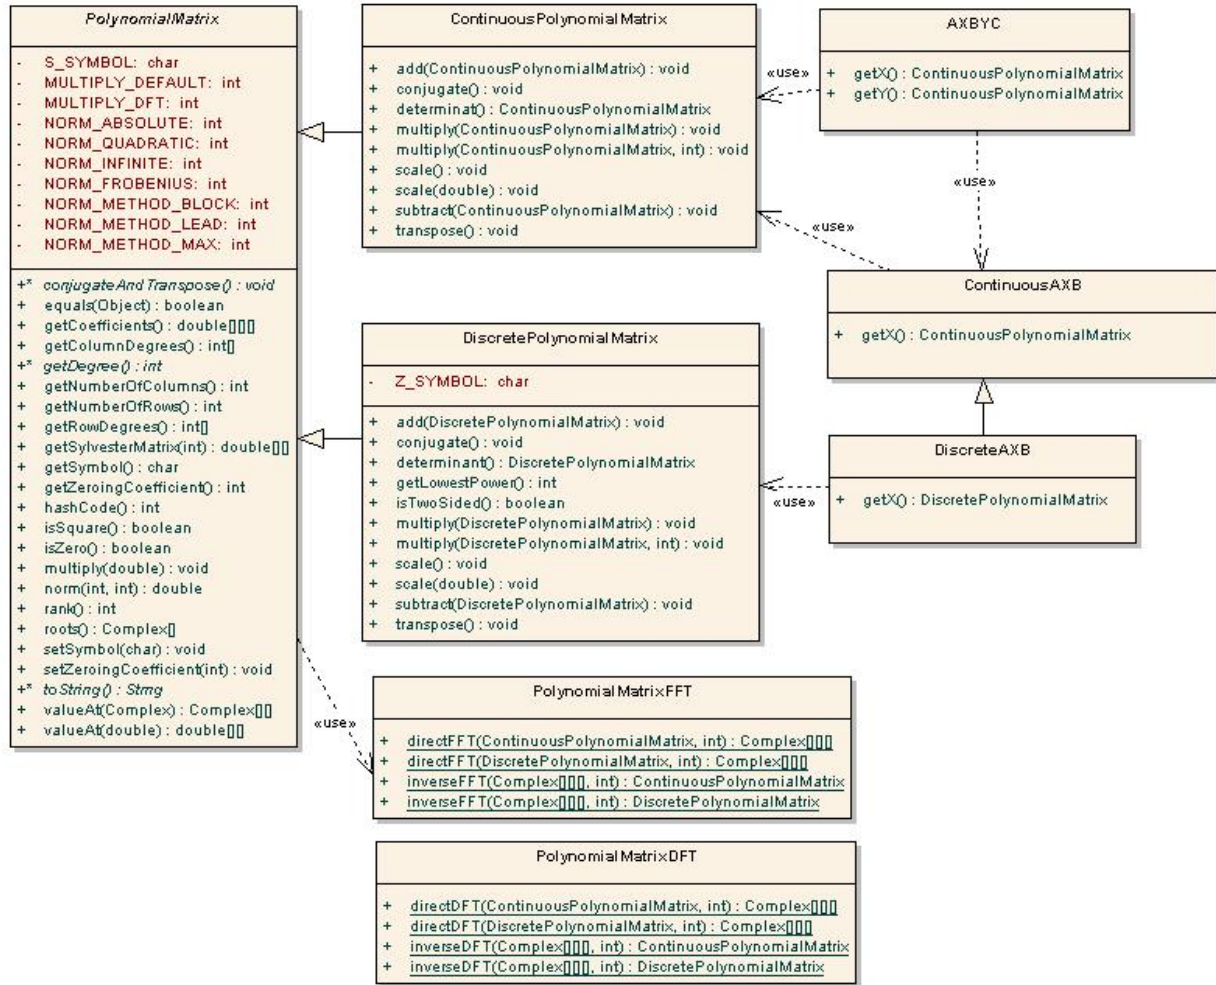 PolynomialMatrix
- S_SYMBOL: char
- MULTIPLY_DEFAULT: int
- MULTIPLY_DFT: int
- NORM_ABSOLUTE: int
- NORM_QUADRATIC: int
- NORM_INFINITE: int
- NORM_FROBENIUS: int
- NORM_METHOD_BLOCK: int
- NORM_METHOD_LEAD: int
- NORM_METHOD_MAX: int
+* conjugateAndTranspose() : void
+ equals(Object) : boolean
+ getCoefficients() : double[][][]
+ getColumnDegrees() : int[]
+* getDegree() : int
+ getNumberOfColumns() : int
+ getNumberOfRows() : int
+ getRowDegrees() : int[]
+ getSylvesterMatrix(int) : double[][]
+ getSymbol() : char
+ getZeroingCoefficient() : int
+ hashCode() : int
+ isSquare() : boolean
+ isZero() : boolean
+ multiply(double) : void
+ norm(int, int) : double
+ rank() : int
+ roots() : Complex[]
+ setSymbol(char) : void
+ setZeroingCoefficient(int) : void
+* toString() : String
+ valueAt(Complex) : Complex[][]
+ valueAt(double) : double[][]
ContinuousPolynomialMatrix
+ add(ContinuousPolynomialMatrix) : void
+ conjugate() : void
+ determinat() : ContinuousPolynomialMatrix
+ multiply(ContinuousPolynomialMatrix) : void
+ multiply(ContinuousPolynomialMatrix, int) : void
+ scale() : void
+ scale(double) : void
+ subtract(ContinuousPolynomialMatrix) : void
+ transpose() : void
«use»
AXBYC
+ getX() : ContinuousPolynomialMatrix
+ getY() : ContinuousPolynomialMatrix
«use»
«use»
ContinuousAXB
+ getX() : ContinuousPolynomialMatrix
DiscretePolynomialMatrix
- Z_SYMBOL: char
+ add(DiscretePolynomialMatrix) : void
+ conjugate() : void
+ determinant() : DiscretePolynomialMatrix
+ getLowestPower() : int
+ isTwoSided() : boolean
+ multiply(DiscretePolynomialMatrix) : void
+ multiply(DiscretePolynomialMatrix, int) : void
+ scale() : void
+ scale(double) : void
+ subtract(DiscretePolynomialMatrix) : void
+ transpose() : void
«use»
DiscreteAXB
+ getX() : DiscretePolynomialMatrix
«use»
PolynomialMatrixFFT
+ directFFT(ContinuousPolynomialMatrix, int) : Complex[][][]
+ directFFT(DiscretePolynomialMatrix, int) : Complex[][][]
+ inverseFFT(Complex[][][], int) : ContinuousPolynomialMatrix
+ inverseFFT(Complex[][][], int) : DiscretePolynomialMatrix
PolynomialMatrixDFT
+ directDFT(ContinuousPolynomialMatrix, int) : Complex[][][]
+ directDFT(DiscretePolynomialMatrix, int) : Complex[][][]
+ inverseDFT(Complex[][][], int) : ContinuousPolynomialMatrix
+ inverseDFT(Complex[][][], int) : DiscretePolynomialMatrix